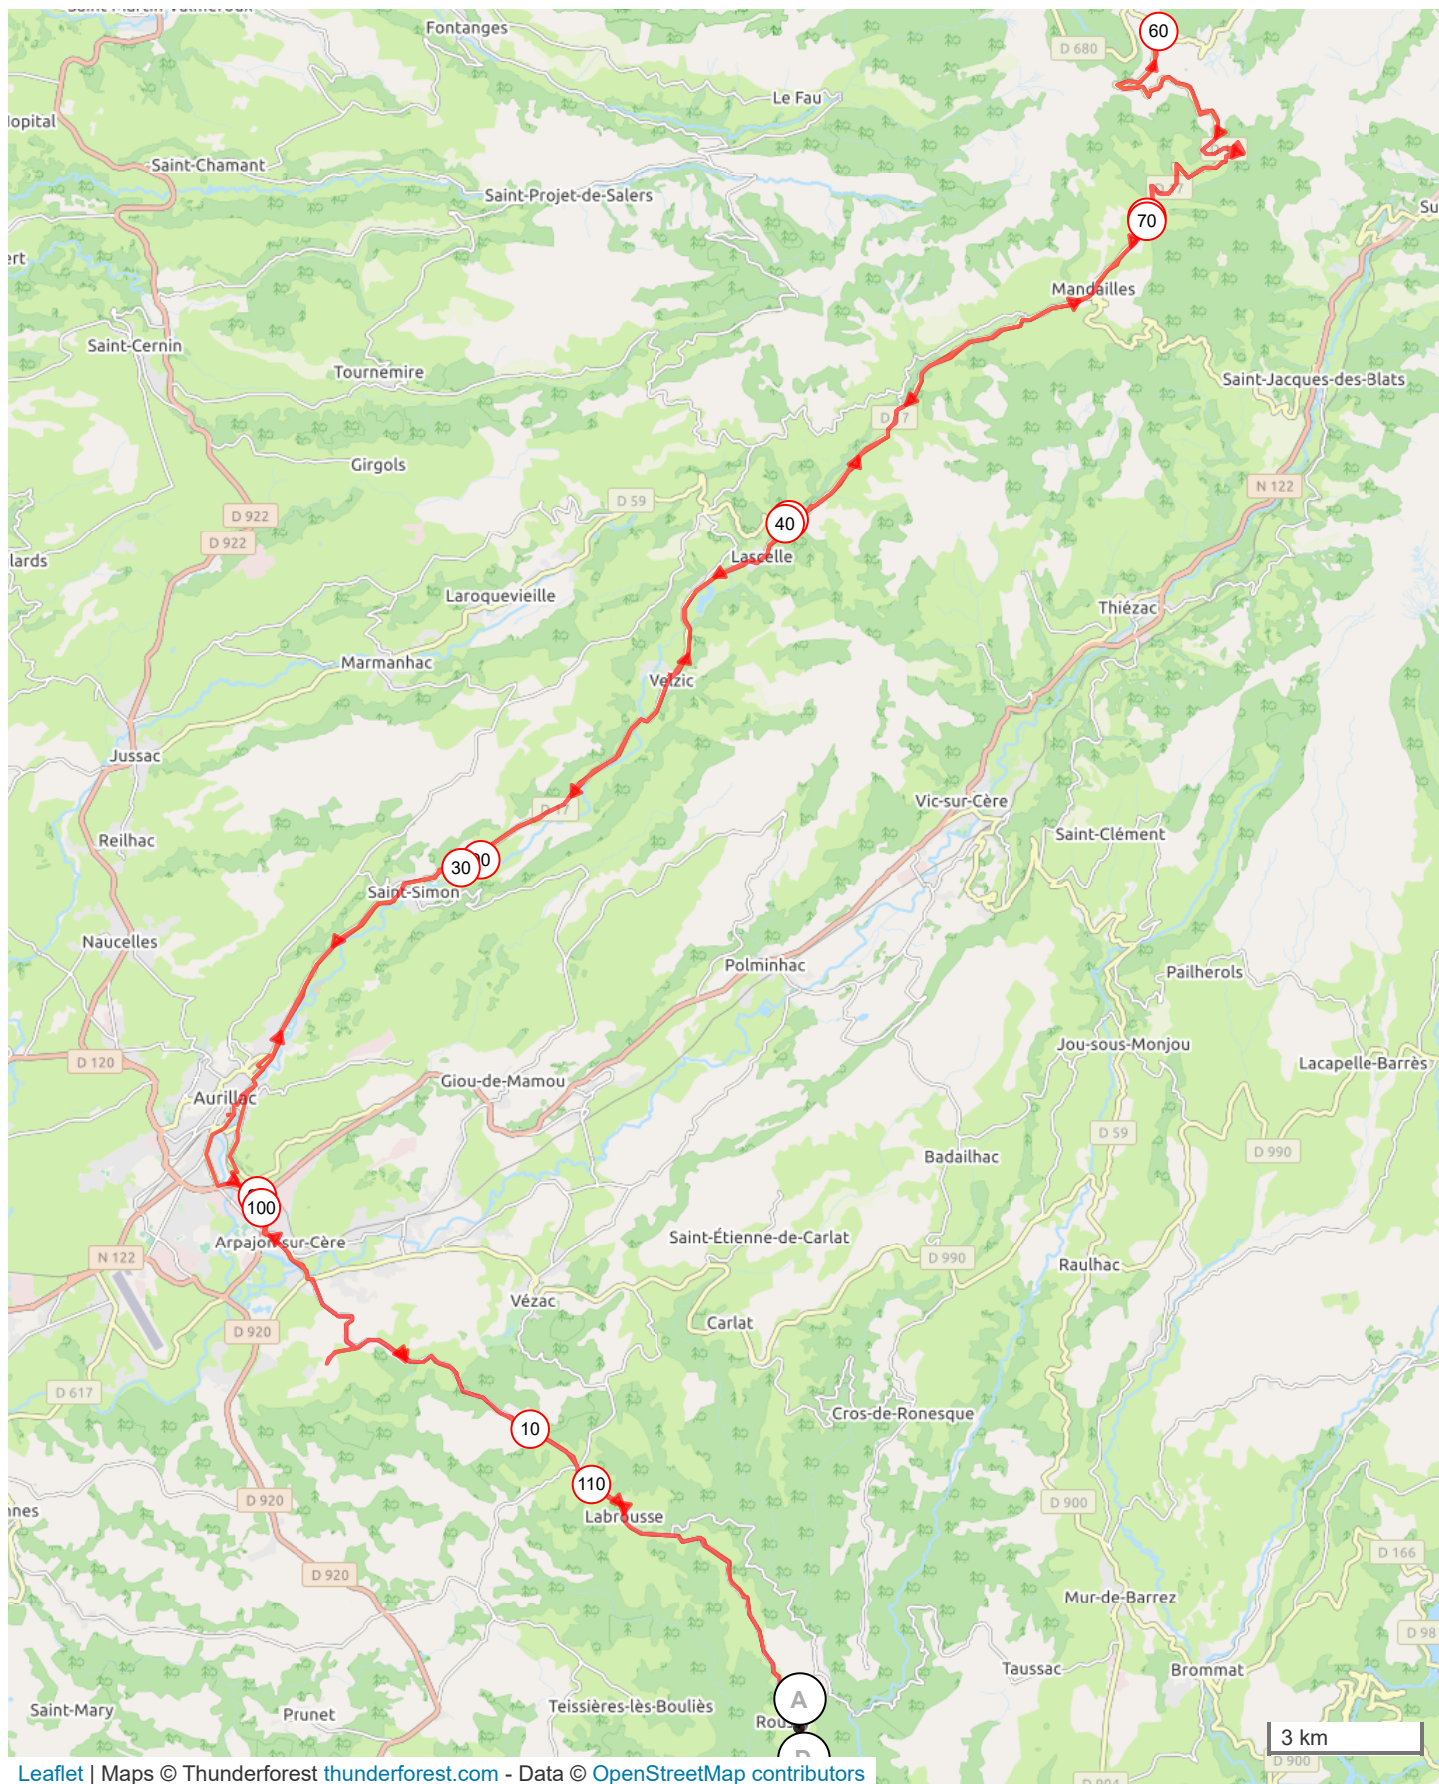 Fontanges
60
D 680
Le Fau
Saint-Chamant
Saint-Projet-de-Salers
70
Mandailles
Saint-Cernin
Tournemire
Saint-Jacques-des-Blats
Girgols
D 59
N 122
D 922
D 922
40
Lascelle
Laroquevieille
Thiézac
Marmanhac
Velzic
Jussac
Vic-sur-Cère
Saint-Clément
Reilhac
30
Saint-Simon
Naucelles
Polminhac
Pailherols
D 120
Jou-sous-Monjou
Lacapelle-Barrès
Giou-de-Mamou
Aurillac
D 59
D 990
Badailhac
100
Arpajon-sur-Cère
Saint-Étienne-de-Carlat
N 122
D 990
Raulhac
Vézac
Carlat
D 920
D 617
Cros-de-Ronesque
10
110
D 920
D 900
Labrousse
D 166
D 920
Mur-de-Barrez
D 98
Taussac
Brommat
A
Saint-Mary
Prunet
Teissières-lès-Bouliès
3 km
D 900
Leaflet | Maps © Thunderforest thunderforest.com - Data © OpenStreetMap contributors